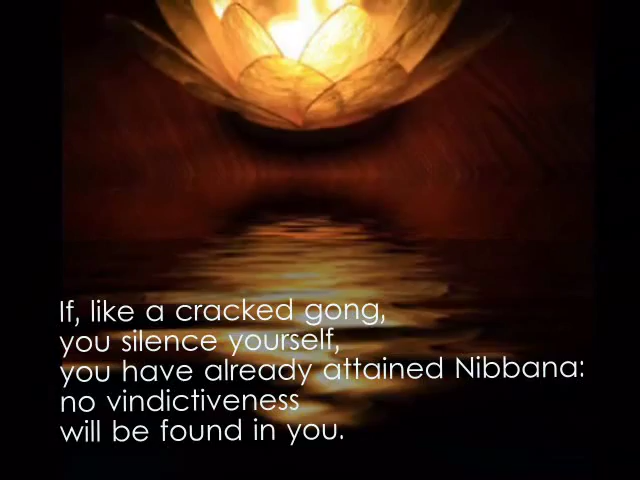 If, like a cracked gong,
you silence yourself,
you have already attained Nibbana:
no vindictiveness
will be found in you.